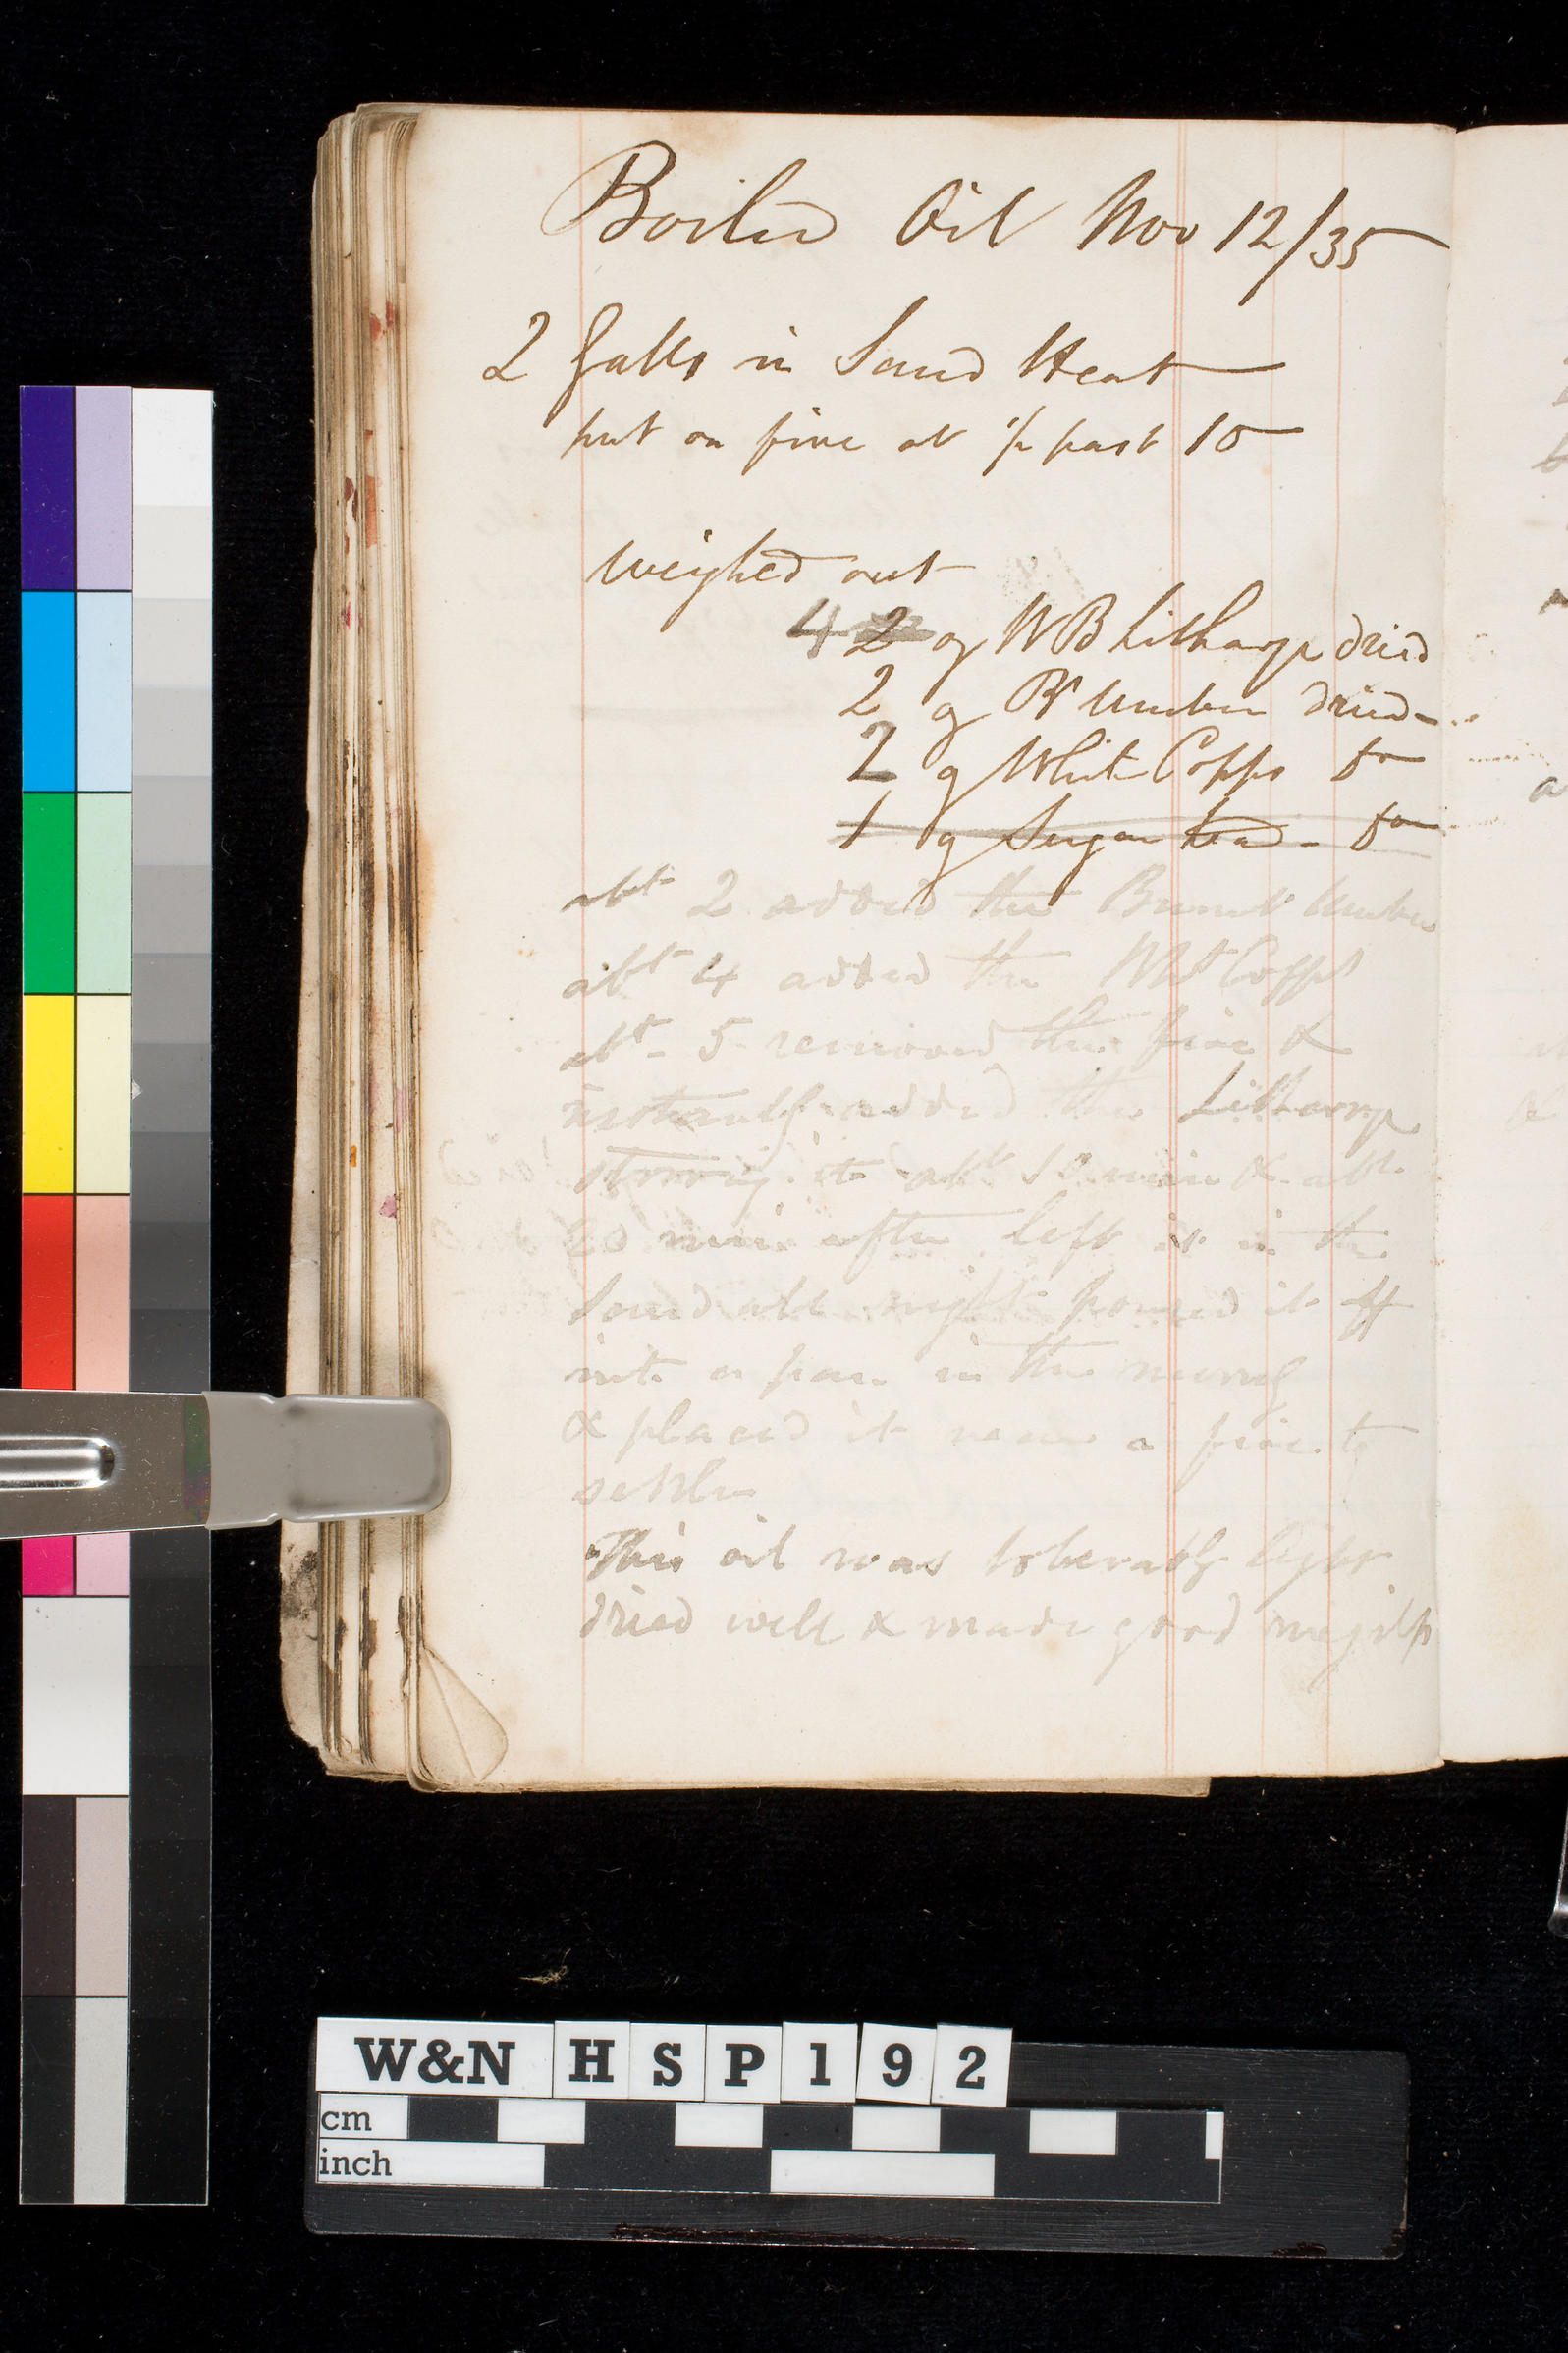 Boiled Oil Nov 12/35
2 Galls in Sand Heat
put on fire at ½ past 10
weighed out
4 2 oz WB Litharge dried
2 oz Bt Umber dried
2 oz White Copps do
1 oz Sugar Lead - do
abt 2 added the Burnt Umber
abt 4 added the Wt Copps
abt 5 removed the fire &
instantly added the Litharge
stirring it abt 10 min & abt
20 min after left it in the
Sand all night poured it off
into a pan in the morng
& placed it near a fire to
settle
This oil was tolerably light
dried well & made good megilp
W&N HSP192
cm
inch